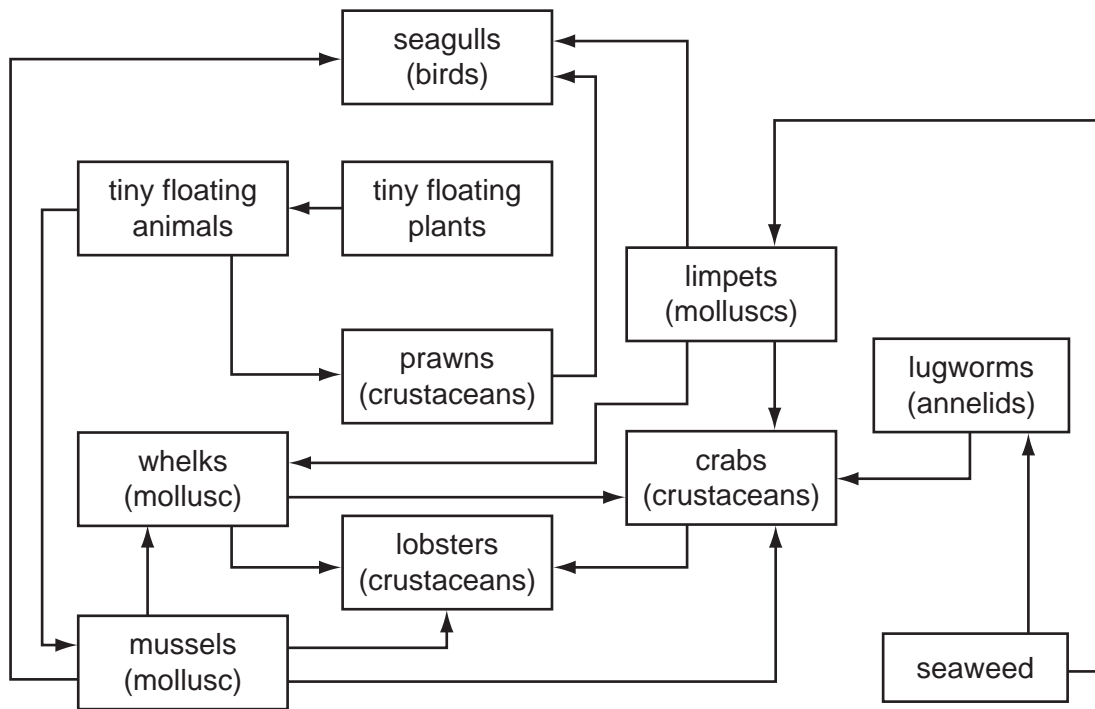 seagulls
(birds)
tiny floating
animals
tiny floating
plants
limpets
(molluscs)
prawns
(crustaceans)
lugworms
(annelids)
whelks
(mollusc)
crabs
(crustaceans)
lobsters
(crustaceans)
mussels
(mollusc)
seaweed